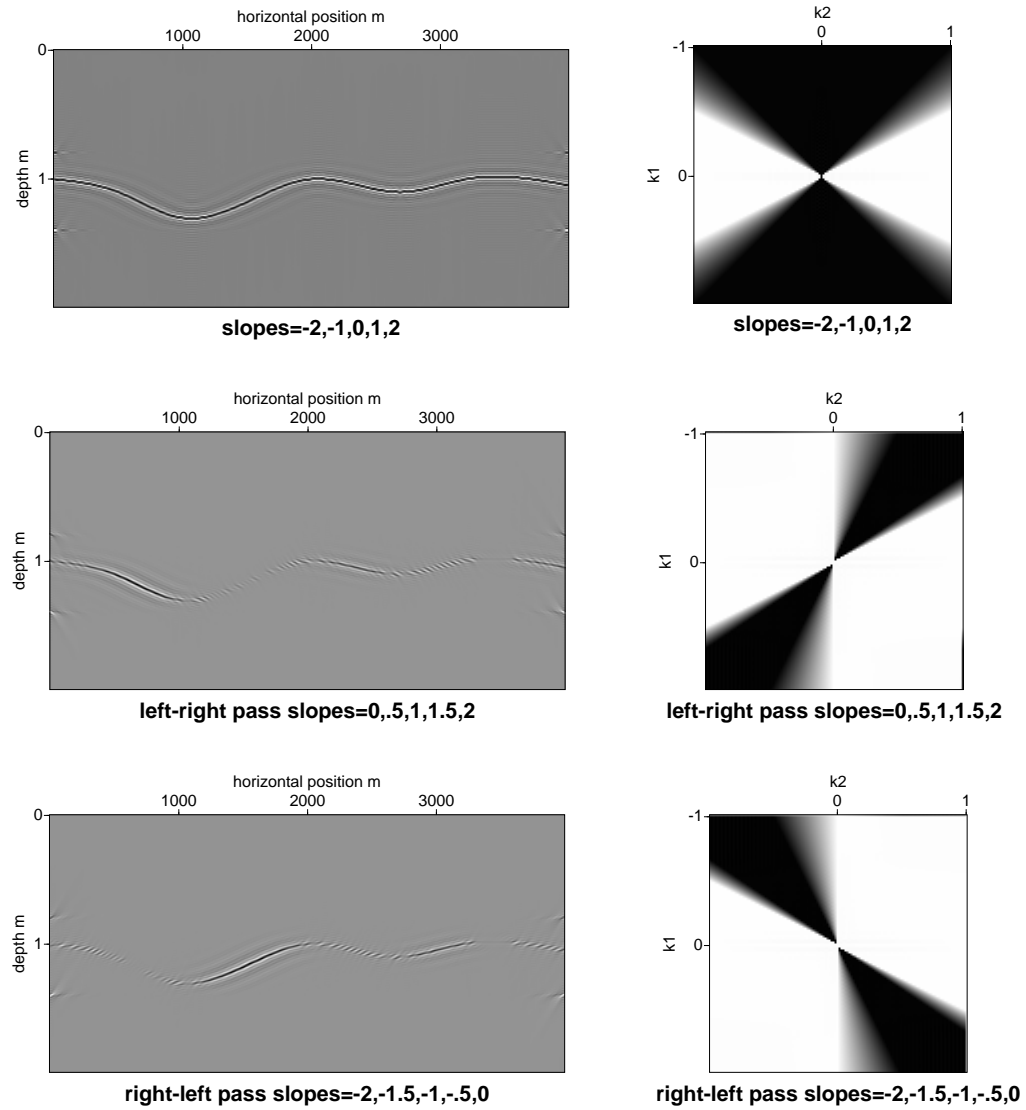 horizontal position m
1000 2000 3000
0
depth m
1
slopes=-2,-1,0,1,2
k2
0 1
-1
k1
0
slopes=-2,-1,0,1,2
horizontal position m
1000 2000 3000
0
depth m
1
left-right pass slopes=0,.5,1,1.5,2
k2
0 1
-1
k1
0
left-right pass slopes=0,.5,1,1.5,2
horizontal position m
1000 2000 3000
0
depth m
1
right-left pass slopes=-2,-1.5,-1,-.5,0
k2
0 1
-1
k1
0
right-left pass slopes=-2,-1.5,-1,-.5,0